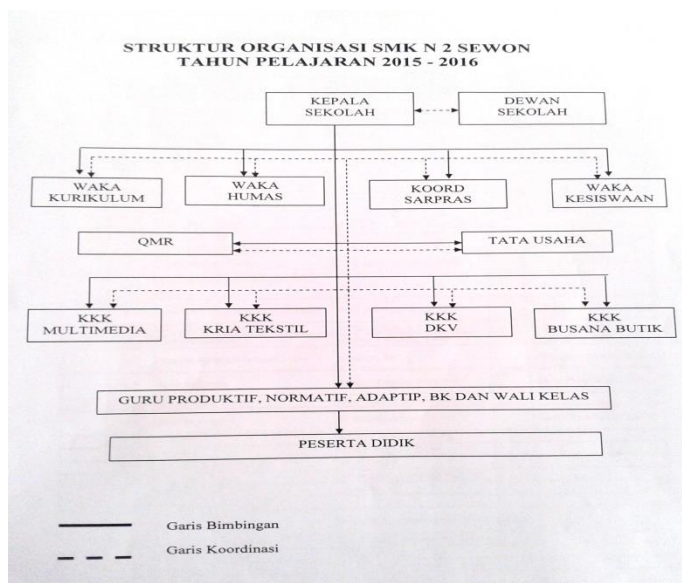 STRUKTUR ORGANISASI SMK N 2 SEWON
TAHUN PELAJARAN 2015 - 2016
KEPALA
SEKOLAH
DEWAN
SEKOLAH
WAKA
KURIKULUM
WAKA
HUMAS
KOORD
SARPRAS
WAKA
KESISWAAN
QMR
TATA USAHA
KKK
MULTIMEDIA
KKK
KRIA TEKSTIL
KKK
DKV
KKK
BUSANA BUTIK
GURU PRODUKTIF, NORMATIF, ADAPTIP, BK DAN WALI KELAS
PESERTA DIDIK
Garis Bimbingan
Garis Koordinasi